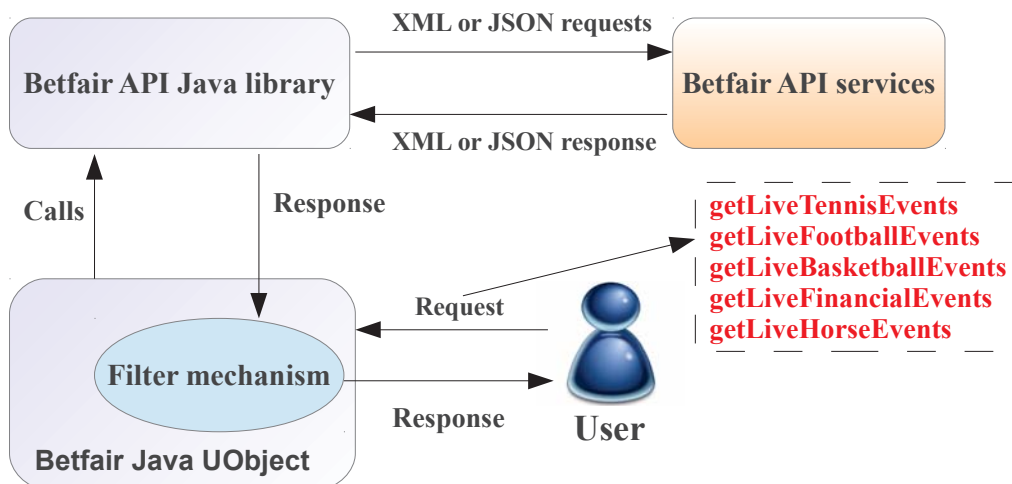 XML or JSON requests
Betfair API Java library
Betfair API services
XML or JSON response
Calls
Response
getLiveTennisEvents
getLiveFootballEvents
getLiveBasketballEvents
getLiveFinancialEvents
getLiveHorseEvents
Request
Filter mechanism
Response
User
Betfair Java UObject